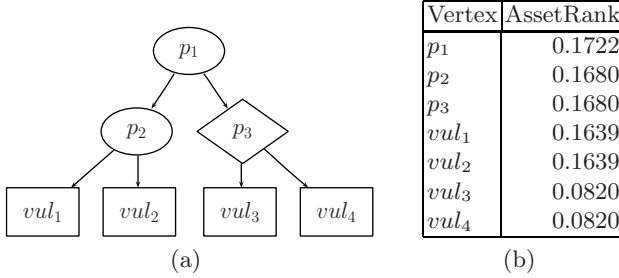 p1
p2
p3
vul1
vul2
vul3
vul4
(a)
Vertex AssetRank
p1 0.1722
p2 0.1680
p3 0.1680
vul1 0.1639
vul2 0.1639
vul3 0.0820
vul4 0.0820
(b)